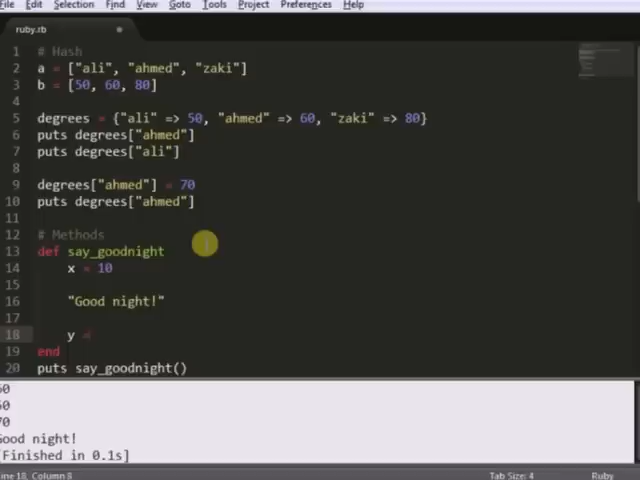 File Edit Selection Find View Goto Tools Project Preferences Help
ruby.rb
1 # Hash
2 a = ["ali", "ahmed", "zaki"]
3 b = [50, 60, 80]
4
5 degrees = {"ali" => 50, "ahmed" => 60, "zaki" => 80}
6 puts degrees["ahmed"]
7 puts degrees["ali"]
8
9 degrees["ahmed"] = 70
10 puts degrees["ahmed"]
11
12 # Methods
13 def say_goodnight
14 x = 10
15
16 "Good night!"
17
18 y =
19 end
20 puts say_goodnight()
60
50
70
Good night!
[Finished in 0.1s]
Line 18, Column 8 Tab Size: 4 Ruby